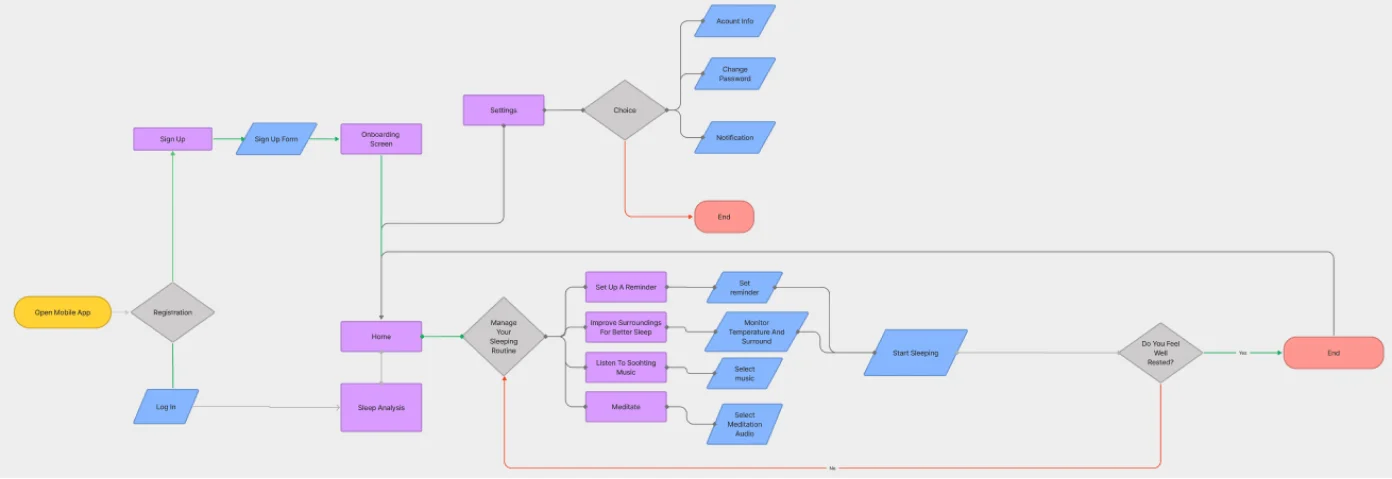 Acount Info
Change
Password
Settings
Choice
Notification
Sign Up
Sign Up Form
Onboarding
Screen
End
Open Mobile App
Registration
Home
Manage
Your
Sleeping
Routine
Set Up A Reminder
Set
reminder
Improve Surroundings
For Better Sleep
Monitor
Temperature And
Surround
Listen To Soohting
Music
Select
music
Meditate
Select
Meditation
Audio
Start Sleeping
Do You Feel
Well
Rested?
Yes
End
Log In
Sleep Analysis
No